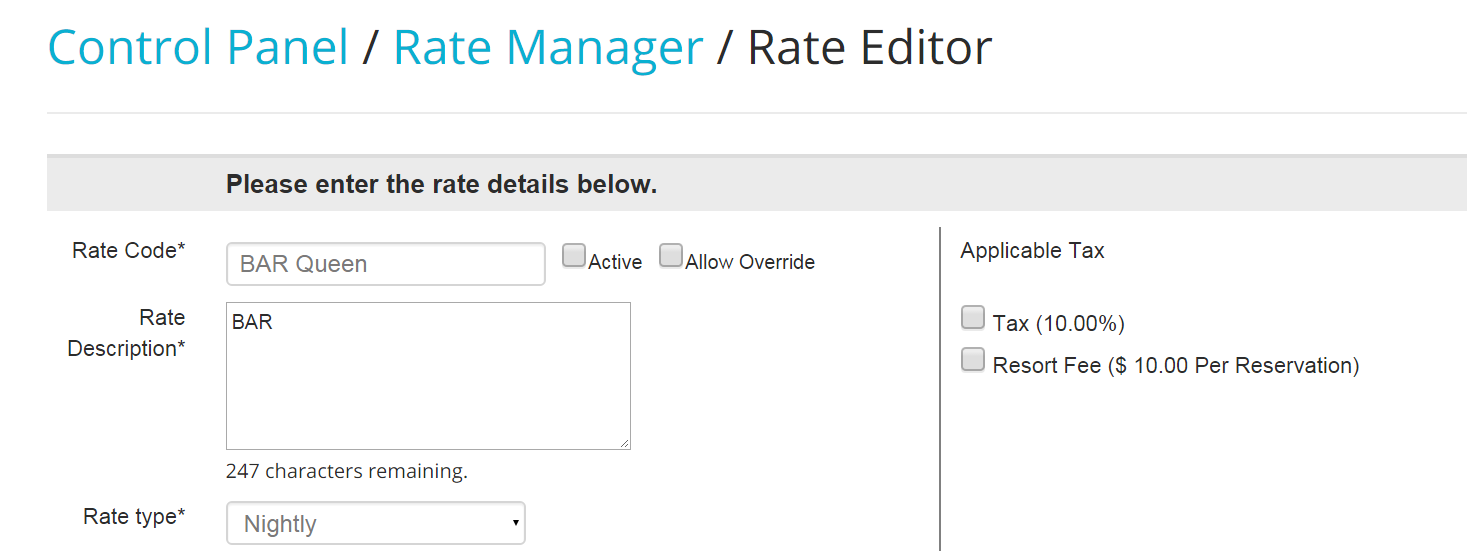 Control Panel / Rate Manager / Rate Editor
Please enter the rate details below.
Rate Code*
BAR Queen
Active
Allow Override
Rate
Description*
BAR
247 characters remaining.
Rate type*
Nightly
Applicable Tax
Tax (10.00%)
Resort Fee ($ 10.00 Per Reservation)